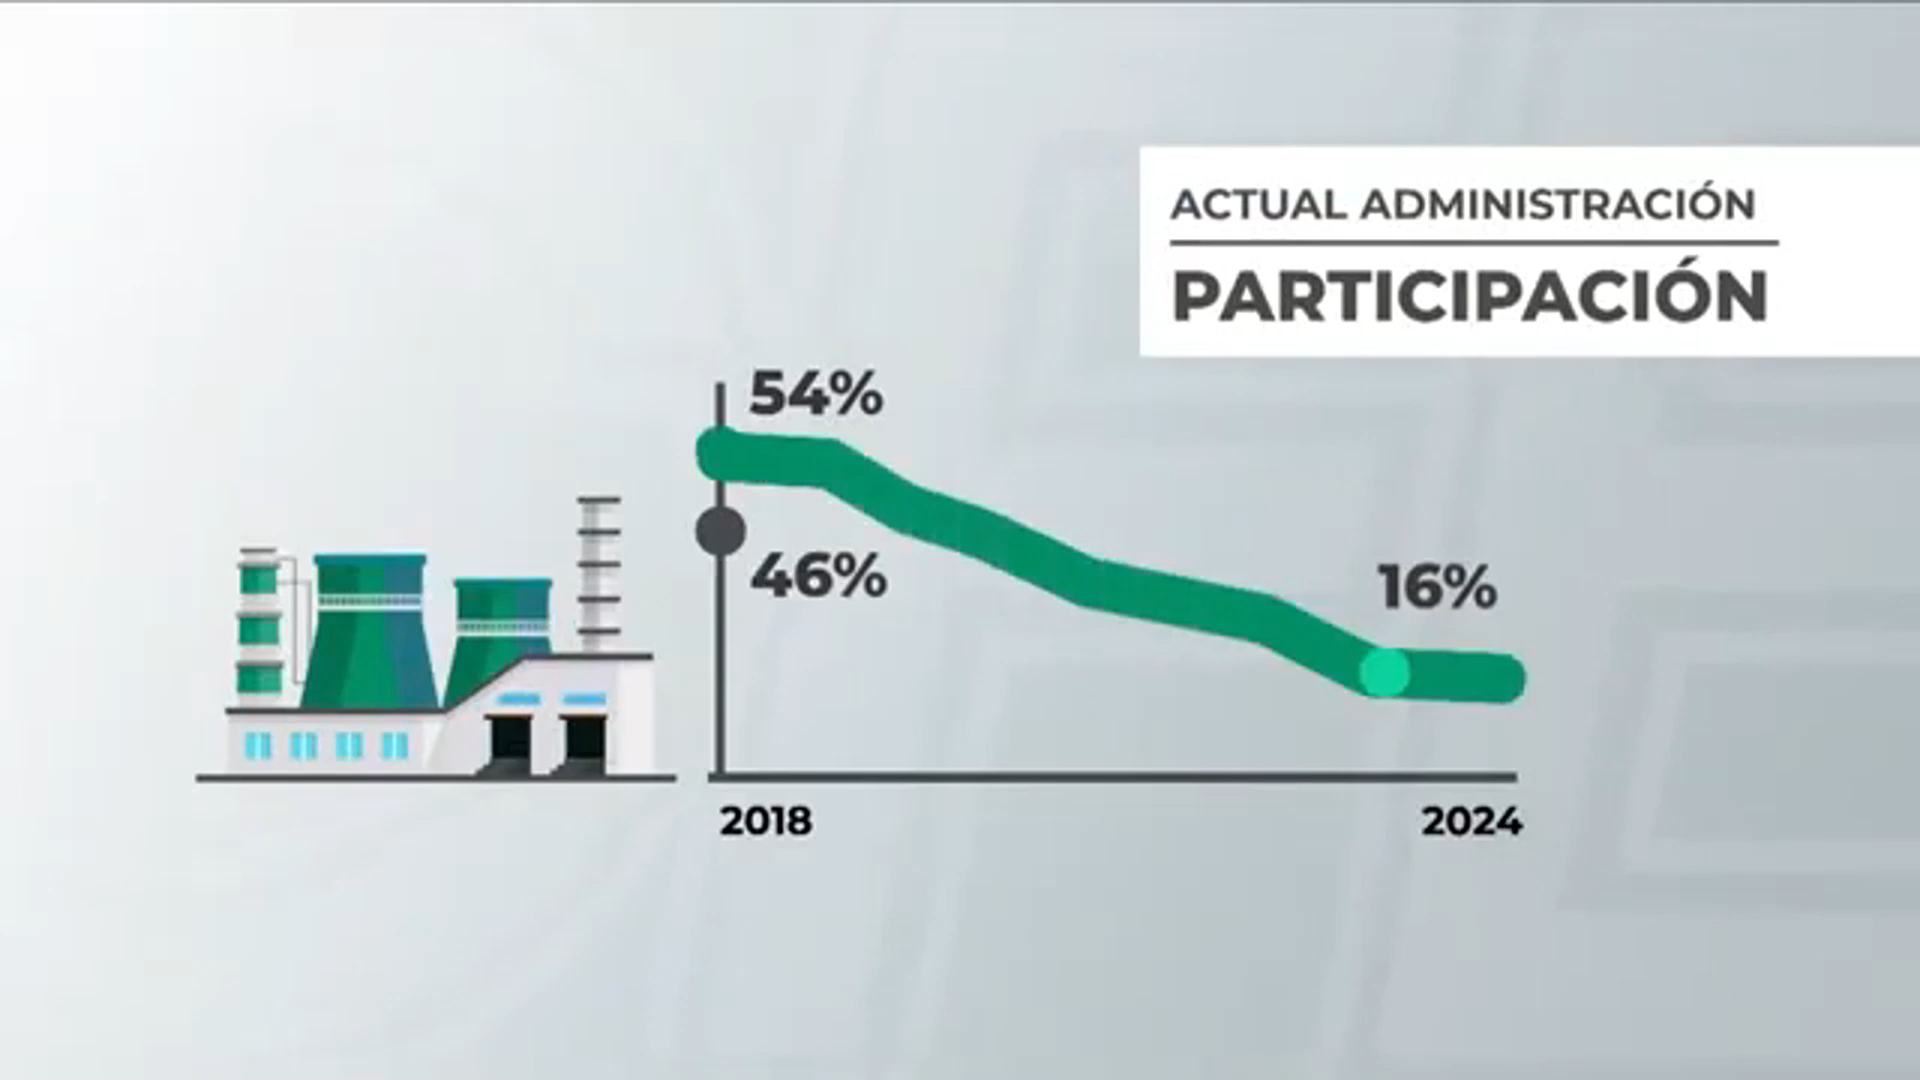 ACTUAL ADMINISTRACIÓN
PARTICIPACIÓN
54%
46%
16%
2018
2024